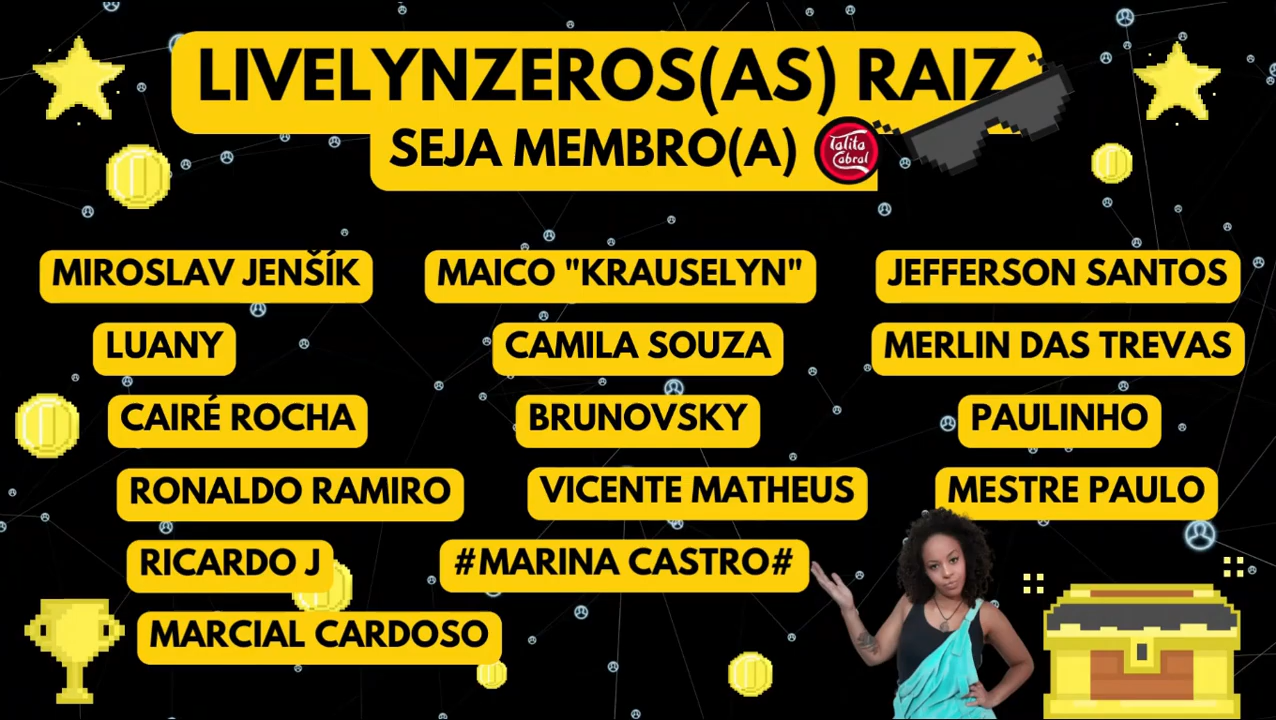 LIVELYNZEROS(AS) RAIZ
SEJA MEMBRO(A)
Talita
Cabral
MIROSLAV JENŠÍK
MAICO "KRAUSELYN"
JEFFERSON SANTOS
LUANY
CAMILA SOUZA
MERLIN DAS TREVAS
CAIRÉ ROCHA
BRUNOVSKY
PAULINHO
RONALDO RAMIRO
VICENTE MATHEUS
MESTRE PAULO
RICARDO J
#MARINA CASTRO#
MARCIAL CARDOSO